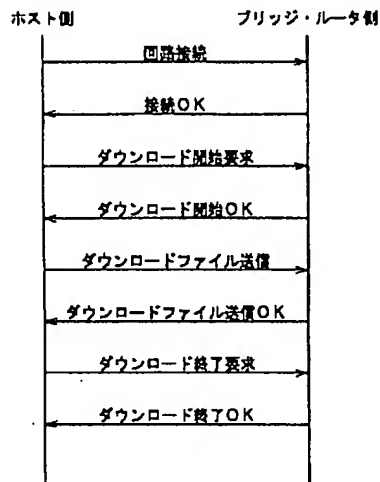 ホスト側
ブリッジ・ルータ側
回路接続
接続OK
ダウンロード開始要求
ダウンロード開始OK
ダウンロードファイル送信
ダウンロードファイル送信OK
ダウンロード終了要求
ダウンロード終了OK